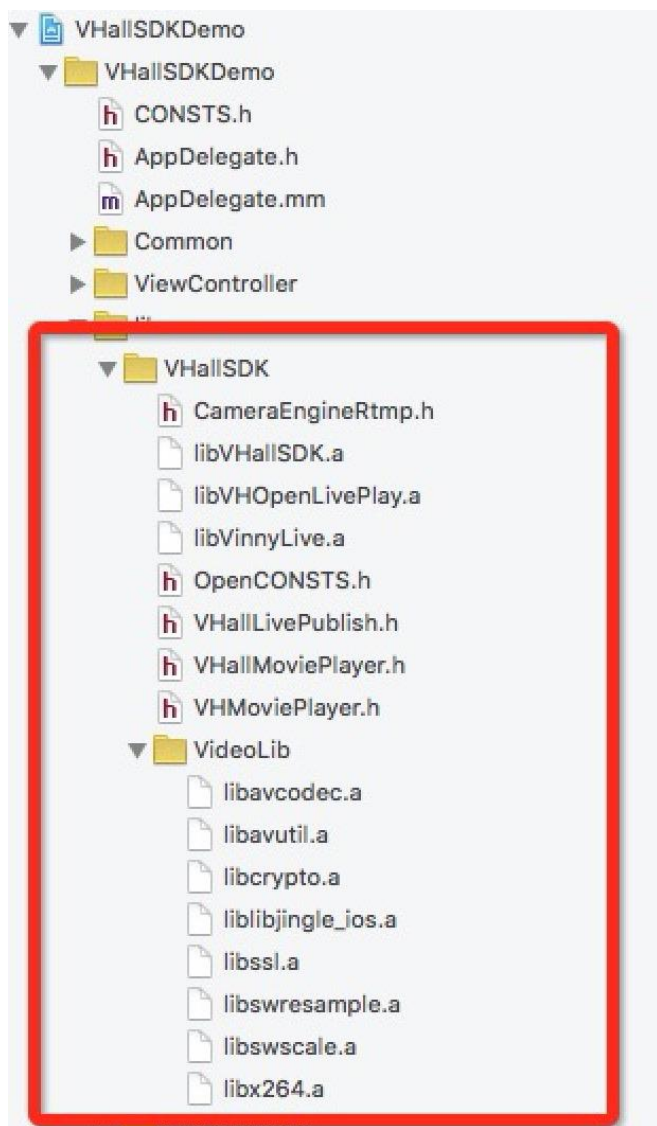 VHallSDKDemo
VHallSDKDemo
h CONSTS.h
h AppDelegate.h
m AppDelegate.mm
Common
ViewController
VHallSDK
h CameraEngineRtmp.h
libVHallSDK.a
libVHOpenLivePlay.a
libVinnyLive.a
h OpenCONSTS.h
h VHallLivePublish.h
h VHallMoviePlayer.h
h VHMoviePlayer.h
VideoLib
libavcodec.a
libavutil.a
libcrypto.a
liblibjingle_ios.a
libssl.a
libswresample.a
libswscale.a
libx264.a